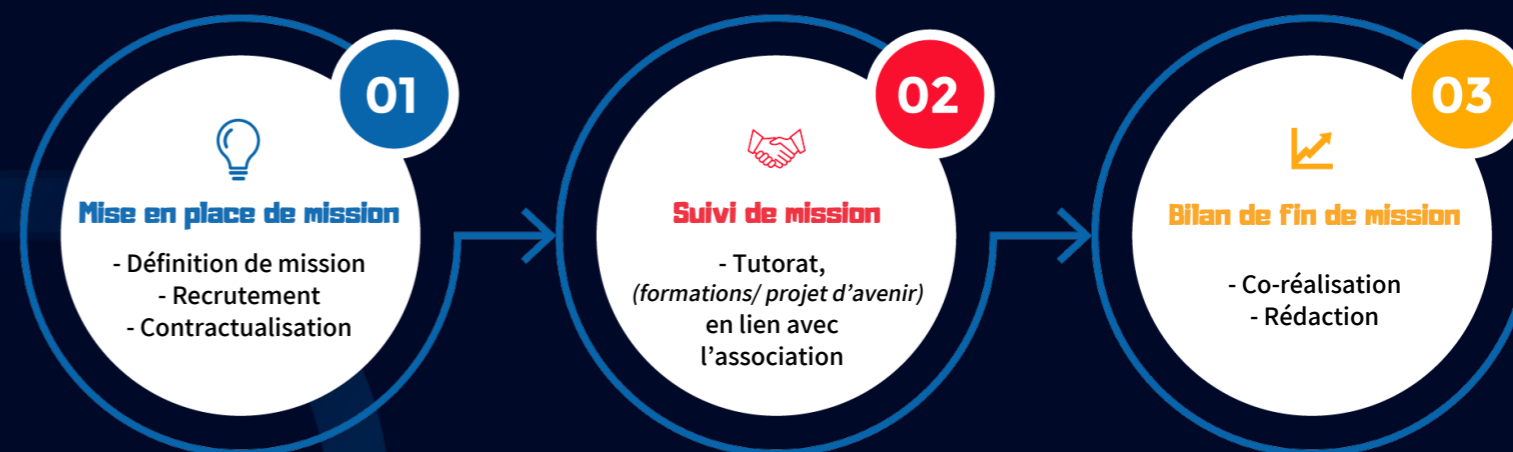 01
Mise en place de mission
- Définition de mission
- Recrutement
- Contractualisation
02
Suivi de mission
- Tutorat,
(formations/ projet d’avenir)
en lien avec
l’association
03
Bilan de fin de mission
- Co-réalisation
- Rédaction